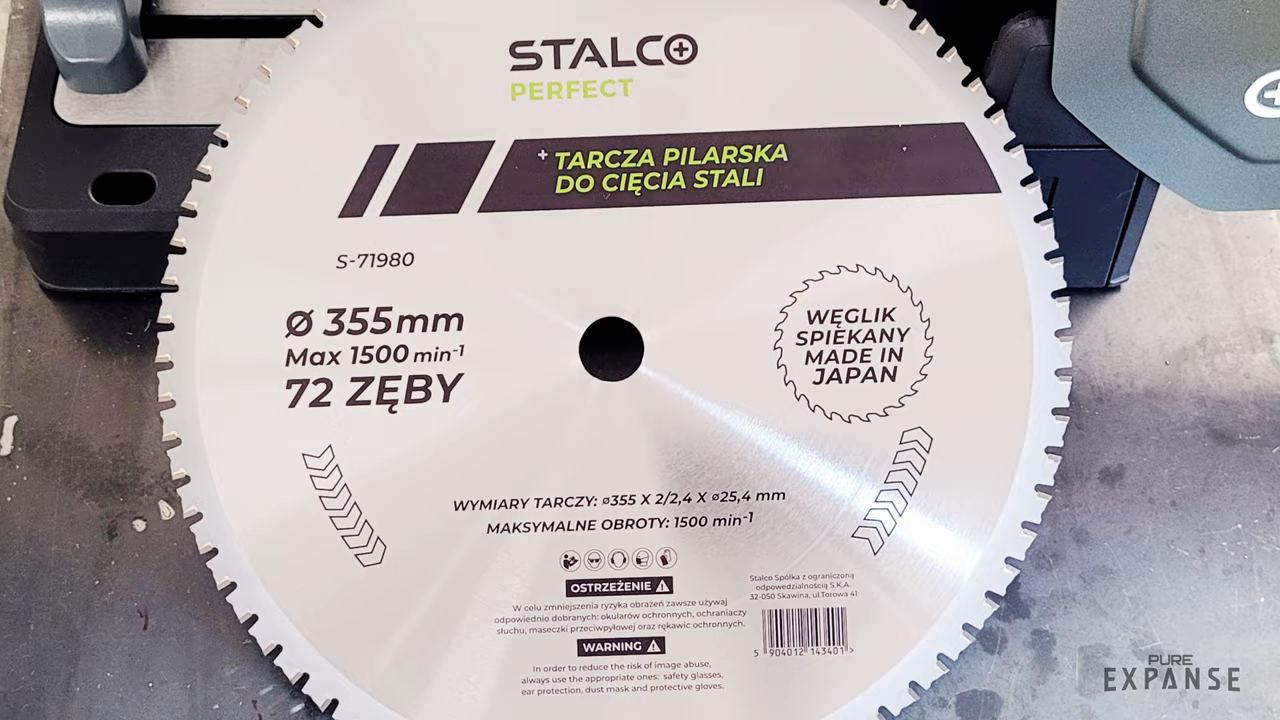 STALCO
PERFECT
TARCZA PILARSKA
DO CIĘCIA STALI
S-71980
Ø 355mm
Max 1500 min⁻¹
72 ZĘBY
WĘGLIK
SPIEKANY
MADE IN
JAPAN
WYMIARY TARCZY: ø355 X 2/2,4 X ø25,4 mm
MAKSYMALNE OBROTY: 1500 min⁻¹
OSTRZEŻENIE
W celu zmniejszenia ryzyka obrażeń zawsze używaj
odpowiednio dobranych: okularów ochronnych, ochraniaczy
słuchu, maseczki przeciwpyłowej oraz rękawic ochronnych.
WARNING
In order to reduce the risk of image abuse,
always use the appropriate ones: safety glasses,
ear protection, dust mask and protective gloves.
Stalco Spółka z ograniczoną
odpowiedzialnością S.K.A.
32-050 Skawina, ul.Torowa 41
5 904012 143401 >
PURE
EXPANSE